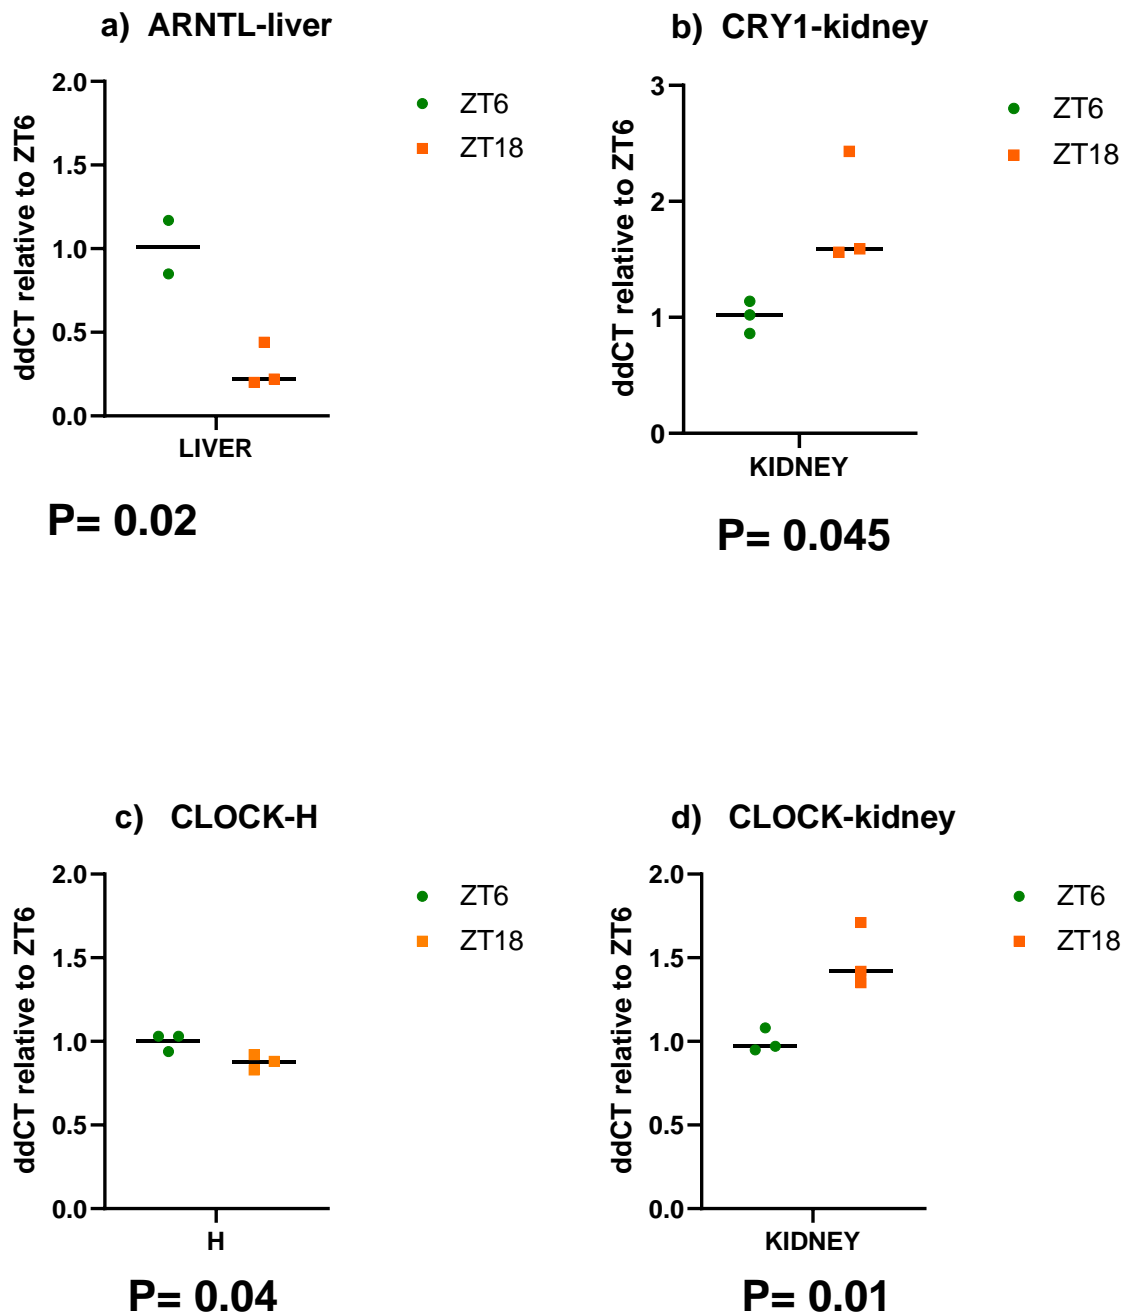 a) ARNTL-liver
ddCT relative to ZT6
2.0
1.5
1.0
0.5
0.0
LIVER
ZT6
ZT18
P= 0.02
b) CRY1-kidney
ddCT relative to ZT6
3
2
1
0
KIDNEY
ZT6
ZT18
P= 0.045
c) CLOCK-H
ddCT relative to ZT6
2.0
1.5
1.0
0.5
0.0
H
ZT6
ZT18
P= 0.04
d) CLOCK-kidney
ddCT relative to ZT6
2.0
1.5
1.0
0.5
0.0
KIDNEY
ZT6
ZT18
P= 0.01